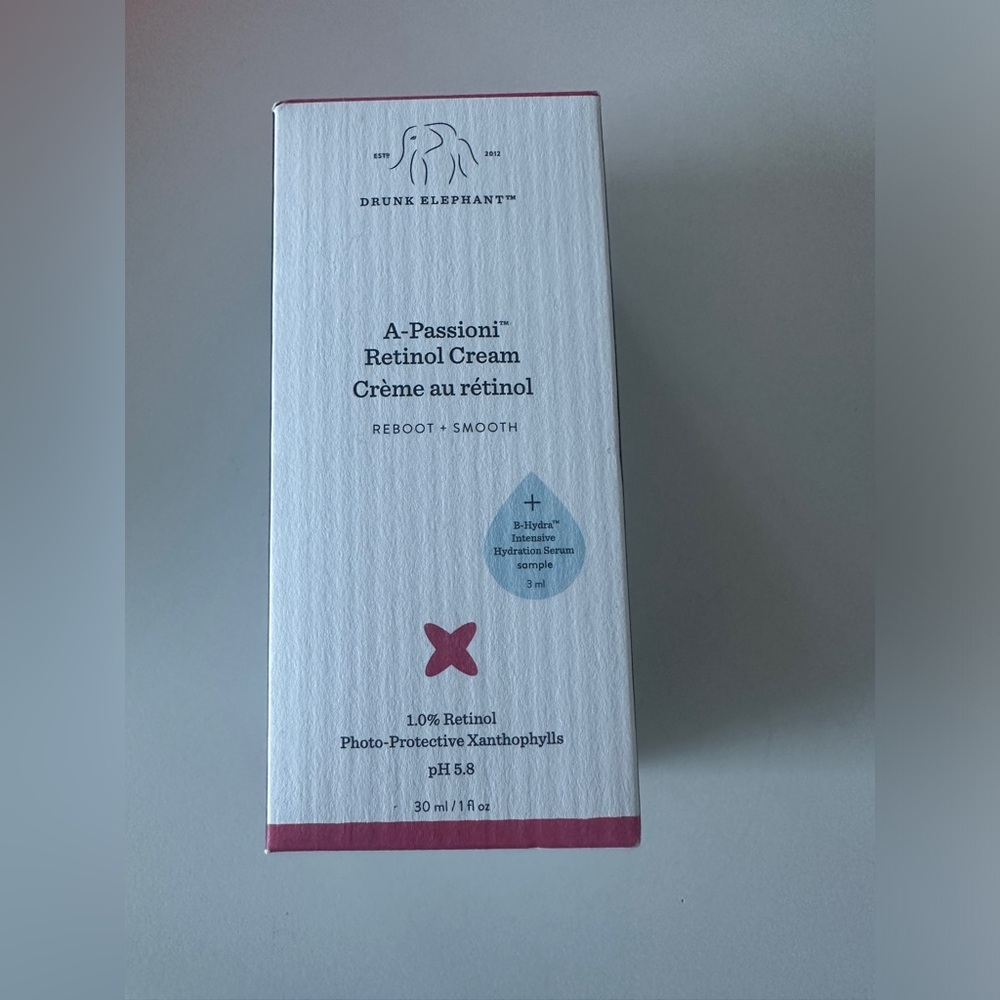 ESTD 2012
DRUNK ELEPHANT™
A-Passioni™
Retinol Cream
Crème au rétinol
REBOOT + SMOOTH
+
B-Hydra™
Intensive
Hydration Serum
sample
3 ml
1.0% Retinol
Photo-Protective Xanthophylls
pH 5.8
30 ml / 1 fl oz